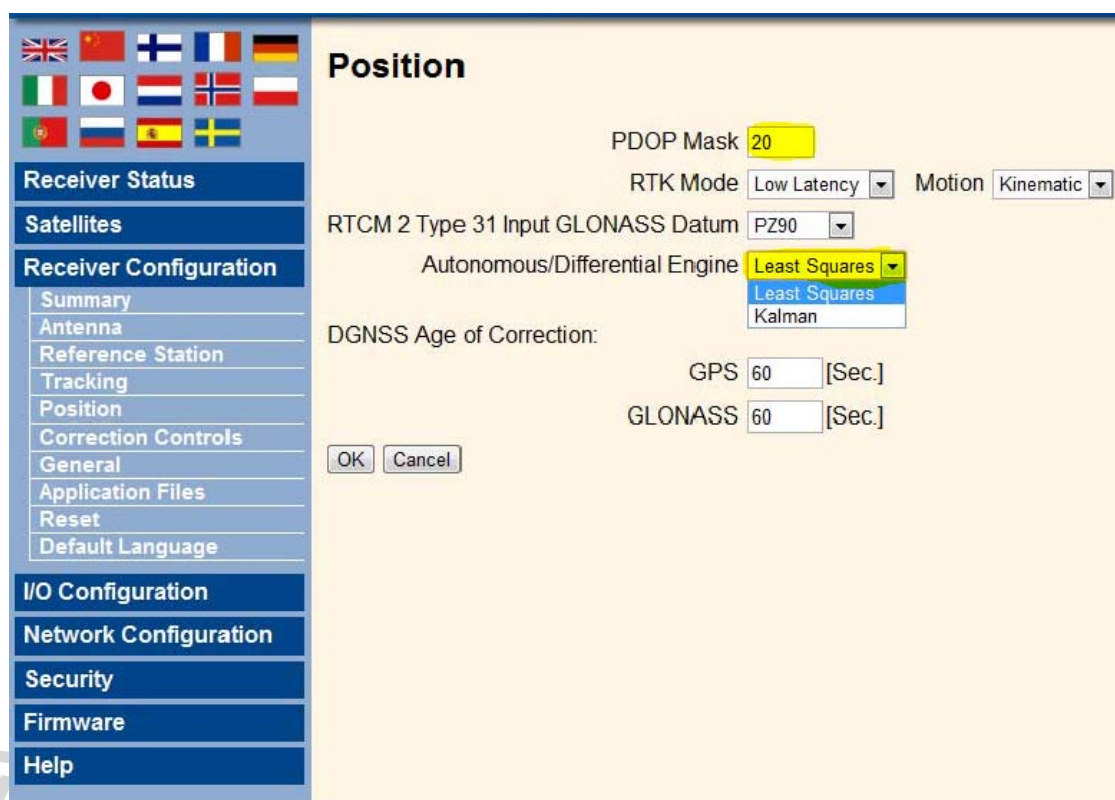 Position
PDOP Mask 20
RTK Mode Low Latency Motion Kinematic
RTCM 2 Type 31 Input GLONASS Datum PZ90
Autonomous/Differential Engine Least Squares
Least Squares
Kalman
DGNSS Age of Correction:
GPS 60 [Sec.]
GLONASS 60 [Sec.]
OK Cancel
Receiver Status
Satellites
Receiver Configuration
Summary
Antenna
Reference Station
Tracking
Position
Correction Controls
General
Application Files
Reset
Default Language
I/O Configuration
Network Configuration
Security
Firmware
Help